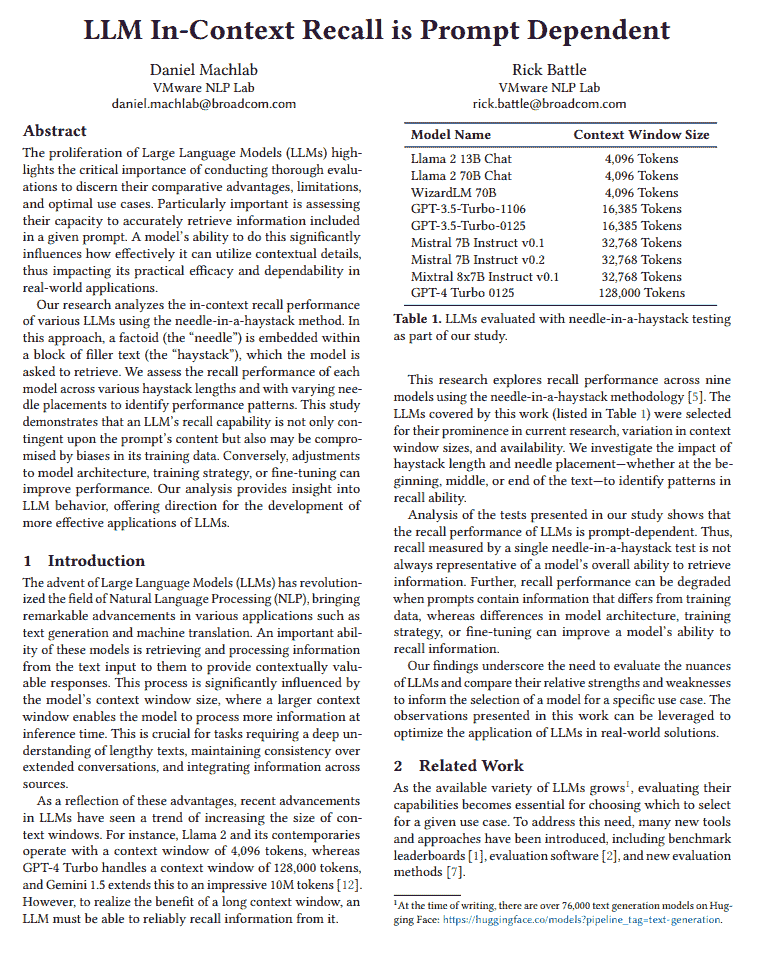 LLM In-Context Recall is Prompt Dependent
Daniel Machlab
VMware NLP Lab
daniel.machlab@broadcom.com
Rick Battle
VMware NLP Lab
rick.battle@broadcom.com
Abstract
The proliferation of Large Language Models (LLMs) high-
lights the critical importance of conducting thorough evalu-
ations to discern their comparative advantages, limitations,
and optimal use cases. Particularly important is assessing
their capacity to accurately retrieve information included
in a given prompt. A model's ability to do this significantly
influences how effectively it can utilize contextual details,
thus impacting its practical efficacy and dependability in
real-world applications.
Our research analyzes the in-context recall performance
of various LLMs using the needle-in-a-haystack method. In
this approach, a factoid (the “needle”) is embedded within
a block of filler text (the “haystack”), which the model is
asked to retrieve. We assess the recall performance of each
model across various haystack lengths and with varying nee-
dle placements to identify performance patterns. This study
demonstrates that an LLM's recall capability is not only con-
tingent upon the prompt's content but also may be compro-
mised by biases in its training data. Conversely, adjustments
to model architecture, training strategy, or fine-tuning can
improve performance. Our analysis provides insight into
LLM behavior, offering direction for the development of
more effective applications of LLMs.
1 Introduction
The advent of Large Language Models (LLMs) has revolution-
ized the field of Natural Language Processing (NLP), bringing
remarkable advancements in various applications such as
text generation and machine translation. An important abil-
ity of these models is retrieving and processing information
from the text input to them to provide contextually valu-
able responses. This process is significantly influenced by
the model's context window size, where a larger context
window enables the model to process more information at
inference time. This is crucial for tasks requiring a deep un-
derstanding of lengthy texts, maintaining consistency over
extended conversations, and integrating information across
sources.
As a reflection of these advantages, recent advancements
in LLMs have seen a trend of increasing the size of con-
text windows. For instance, Llama 2 and its contemporaries
operate with a context window of 4,096 tokens, whereas
GPT-4 Turbo handles a context window of 128,000 tokens,
and Gemini 1.5 extends this to an impressive 10M tokens [12].
However, to realize the benefit of a long context window, an
LLM must be able to reliably recall information from it.
Model Name Context Window Size
Llama 2 13B Chat 4,096 Tokens
Llama 2 70B Chat 4,096 Tokens
WizardLM 70B 4,096 Tokens
GPT-3.5-Turbo-1106 16,385 Tokens
GPT-3.5-Turbo-0125 16,385 Tokens
Mistral 7B Instruct v0.1 32,768 Tokens
Mistral 7B Instruct v0.2 32,768 Tokens
Mixtral 8x7B Instruct v0.1 32,768 Tokens
GPT-4 Turbo 0125 128,000 Tokens
Table 1. LLMs evaluated with needle-in-a-haystack testing
as part of our study.
This research explores recall performance across nine
models using the needle-in-a-haystack methodology [5]. The
LLMs covered by this work (listed in Table 1) were selected
for their prominence in current research, variation in context
window sizes, and availability. We investigate the impact of
haystack length and needle placement—whether at the be-
ginning, middle, or end of the text—to identify patterns in
recall ability.
Analysis of the tests presented in our study shows that
the recall performance of LLMs is prompt-dependent. Thus,
recall measured by a single needle-in-a-haystack test is not
always representative of a model's overall ability to retrieve
information. Further, recall performance can be degraded
when prompts contain information that differs from training
data, whereas differences in model architecture, training
strategy, or fine-tuning can improve a model's ability to
recall information.
Our findings underscore the need to evaluate the nuances
of LLMs and compare their relative strengths and weaknesses
to inform the selection of a model for a specific use case. The
observations presented in this work can be leveraged to
optimize the application of LLMs in real-world solutions.
2 Related Work
As the available variety of LLMs grows¹, evaluating their
capabilities becomes essential for choosing which to select
for a given use case. To address this need, many new tools
and approaches have been introduced, including benchmark
leaderboards [1], evaluation software [2], and new evaluation
methods [7].
¹At the time of writing, there are over 76,000 text generation models on Hug-
ging Face: https://huggingface.co/models?pipeline_tag=text-generation.